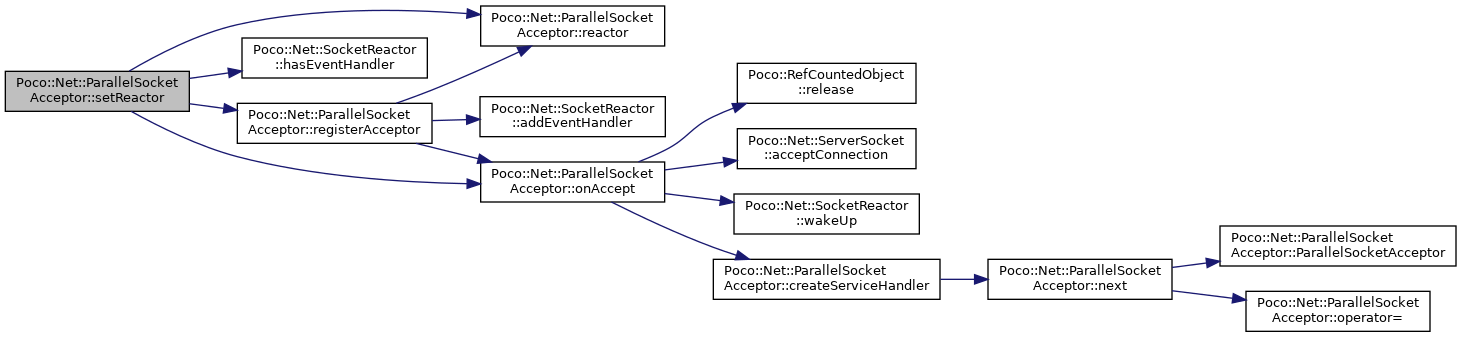 Poco::Net::ParallelSocket
Acceptor::setReactor
Poco::Net::ParallelSocket
Acceptor::reactor
Poco::Net::SocketReactor
::hasEventHandler
Poco::Net::ParallelSocket
Acceptor::registerAcceptor
Poco::Net::SocketReactor
::addEventHandler
Poco::Net::ParallelSocket
Acceptor::onAccept
Poco::RefCountedObject
::release
Poco::Net::ServerSocket
::acceptConnection
Poco::Net::SocketReactor
::wakeUp
Poco::Net::ParallelSocket
Acceptor::createServiceHandler
Poco::Net::ParallelSocket
Acceptor::next
Poco::Net::ParallelSocket
Acceptor::ParallelSocketAcceptor
Poco::Net::ParallelSocket
Acceptor::operator=